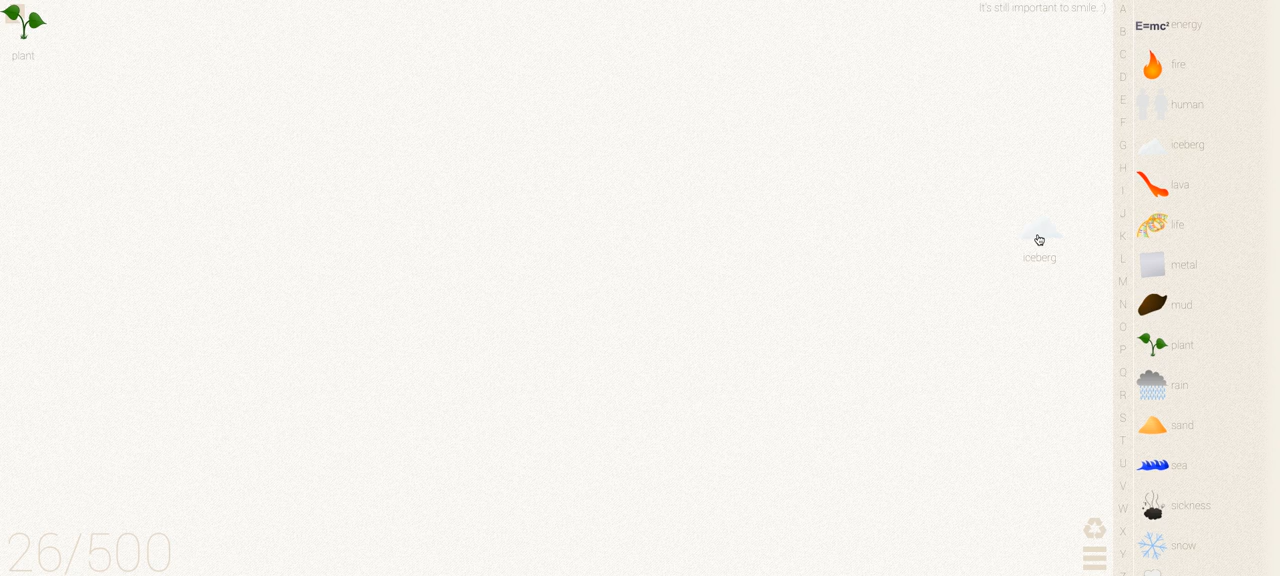 It's still important to smile. :)
plant
iceberg
26/500
A
B
C
D
E
F
G
H
I
J
K
L
M
N
O
P
Q
R
S
T
U
V
W
X
Y
Z
E=mc² energy
fire
human
iceberg
lava
life
metal
mud
plant
rain
sand
sea
sickness
snow